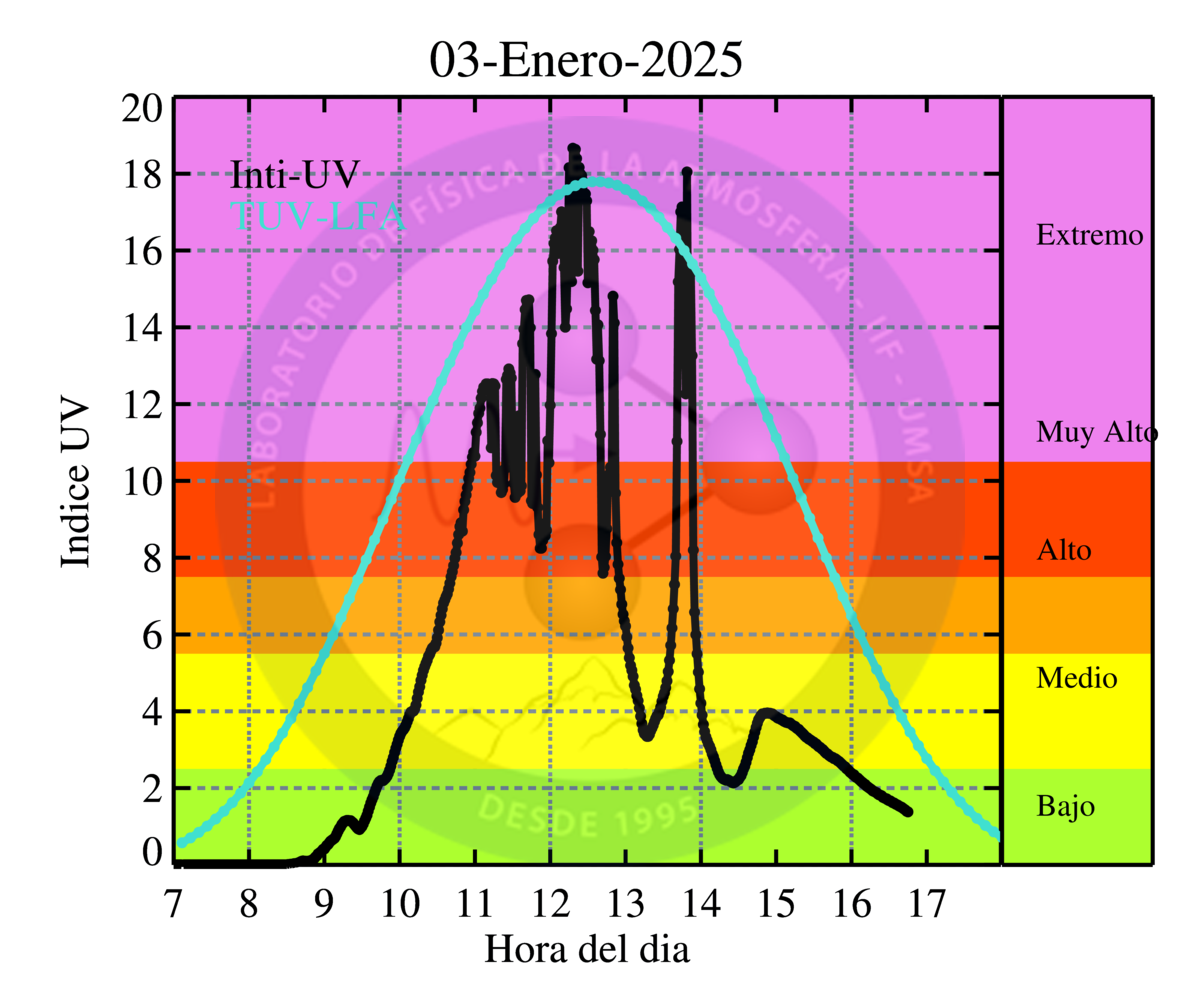 03-Enero-2025
20
18
16
14
12
10
8
6
4
2
0
Indice UV
Inti-UV
TUV-LFA
LABORATORIO DE FÍSICA DE LA ATMÓSFERA - IIF - UMSA
DESDE 1995
Extremo
Muy Alto
Alto
Medio
Bajo
7 8 9 10 11 12 13 14 15 16 17
Hora del dia